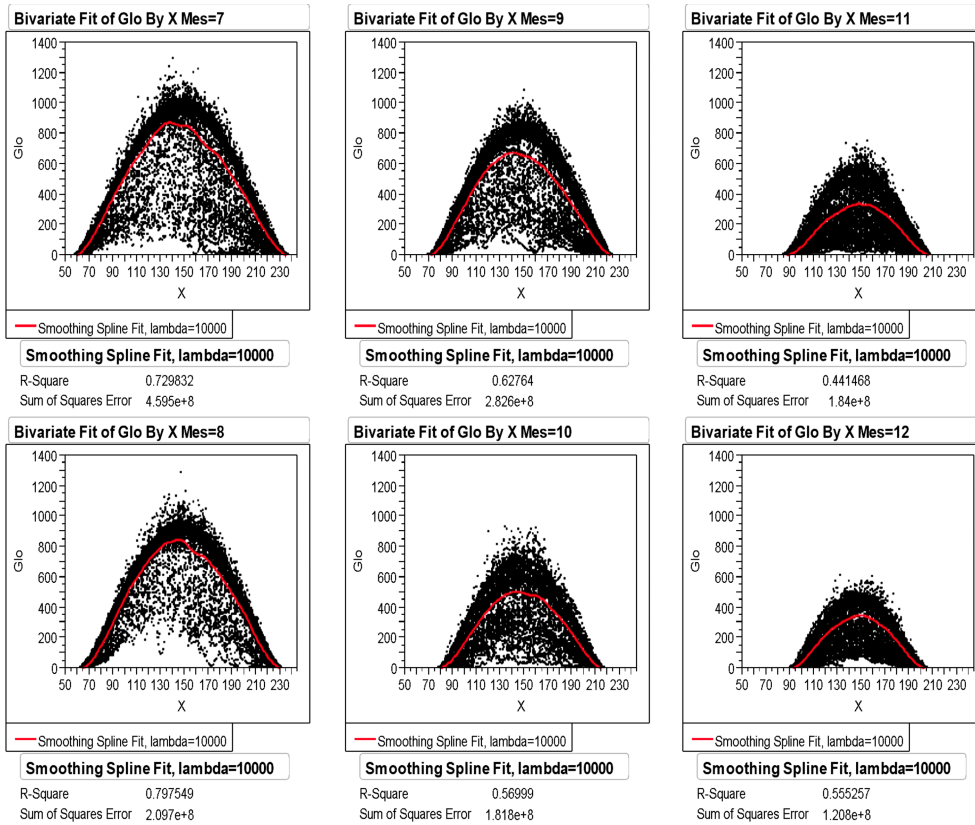 Bivariate Fit of Glo By X Mes=7
1400
1200
1000
800
600
400
200
0
Glo
50 70 90 110 130 150 170 190 210 230
X
Smoothing Spline Fit, lambda=10000
Smoothing Spline Fit, lambda=10000
R-Square 0.729832
Sum of Squares Error 4.595e+8
Bivariate Fit of Glo By X Mes=9
1400
1200
1000
800
600
400
200
0
Glo
50 70 90 110 130 150 170 190 210 230
X
Smoothing Spline Fit, lambda=10000
Smoothing Spline Fit, lambda=10000
R-Square 0.62764
Sum of Squares Error 2.826e+8
Bivariate Fit of Glo By X Mes=11
1400
1200
1000
800
600
400
200
0
Glo
50 70 90 110 130 150 170 190 210 230
X
Smoothing Spline Fit, lambda=10000
Smoothing Spline Fit, lambda=10000
R-Square 0.441468
Sum of Squares Error 1.84e+8
Bivariate Fit of Glo By X Mes=8
1400
1200
1000
800
600
400
200
0
Glo
50 70 90 110 130 150 170 190 210 230
X
Smoothing Spline Fit, lambda=10000
Smoothing Spline Fit, lambda=10000
R-Square 0.797549
Sum of Squares Error 2.097e+8
Bivariate Fit of Glo By X Mes=10
1400
1200
1000
800
600
400
200
0
Glo
50 70 90 110 130 150 170 190 210 230
X
Smoothing Spline Fit, lambda=10000
Smoothing Spline Fit, lambda=10000
R-Square 0.56999
Sum of Squares Error 1.818e+8
Bivariate Fit of Glo By X Mes=12
1400
1200
1000
800
600
400
200
0
Glo
50 70 90 110 130 150 170 190 210 230
X
Smoothing Spline Fit, lambda=10000
Smoothing Spline Fit, lambda=10000
R-Square 0.555257
Sum of Squares Error 1.208e+8